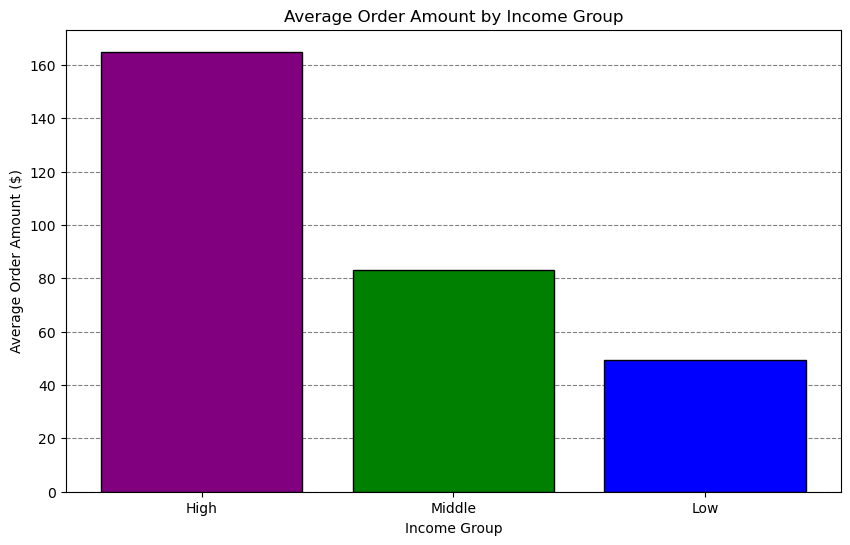 Average Order Amount by Income Group
Average Order Amount ($)
160
140
120
100
80
60
40
20
0
High
Middle
Low
Income Group